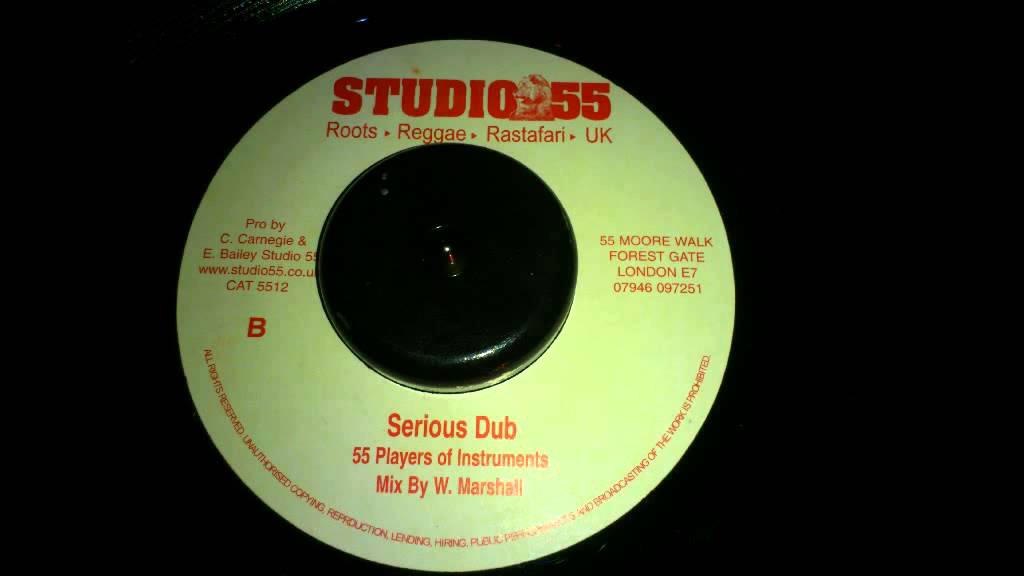 STUDIO 55
Roots ▸ Reggae ▸ Rastafari ▸ UK
Pro by
C. Carnegie &
E. Bailey Studio 55
www.studio55.co.u
CAT 5512
B
55 MOORE WALK
FOREST GATE
LONDON E7
07946 097251
Serious Dub
55 Players of Instruments
Mix By W. Marshall
ALL RIGHTS RESERVED. UNAUTHORISED COPYING, REPRODUCTION, LENDING, HIRING, PUBLIC AND BROADCASTING OF THE WORK IS PROHIBITED.